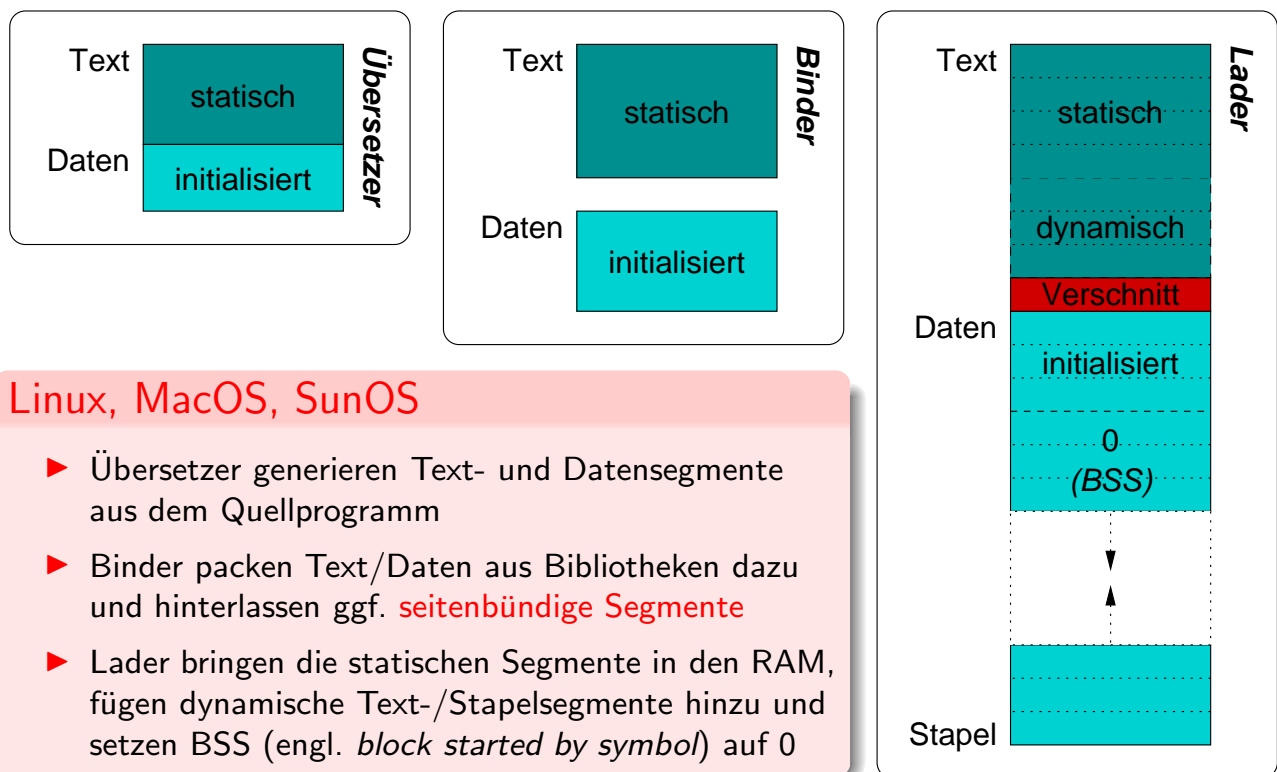 Text
statisch
Daten
initialisiert
Übersetzer
Text
statisch
Daten
initialisiert
Binder
Text
statisch
dynamisch
Verschnitt
Daten
initialisiert
0
(BSS)
Stapel
Lader
Linux, MacOS, SunOS
Übersetzer generieren Text- und Datensegmente
aus dem Quellprogramm
Binder packen Text/Daten aus Bibliotheken dazu
und hinterlassen ggf. seitenbündige Segmente
Lader bringen die statischen Segmente in den RAM,
fügen dynamische Text-/Stapelsegmente hinzu und
setzen BSS (engl. block started by symbol) auf 0